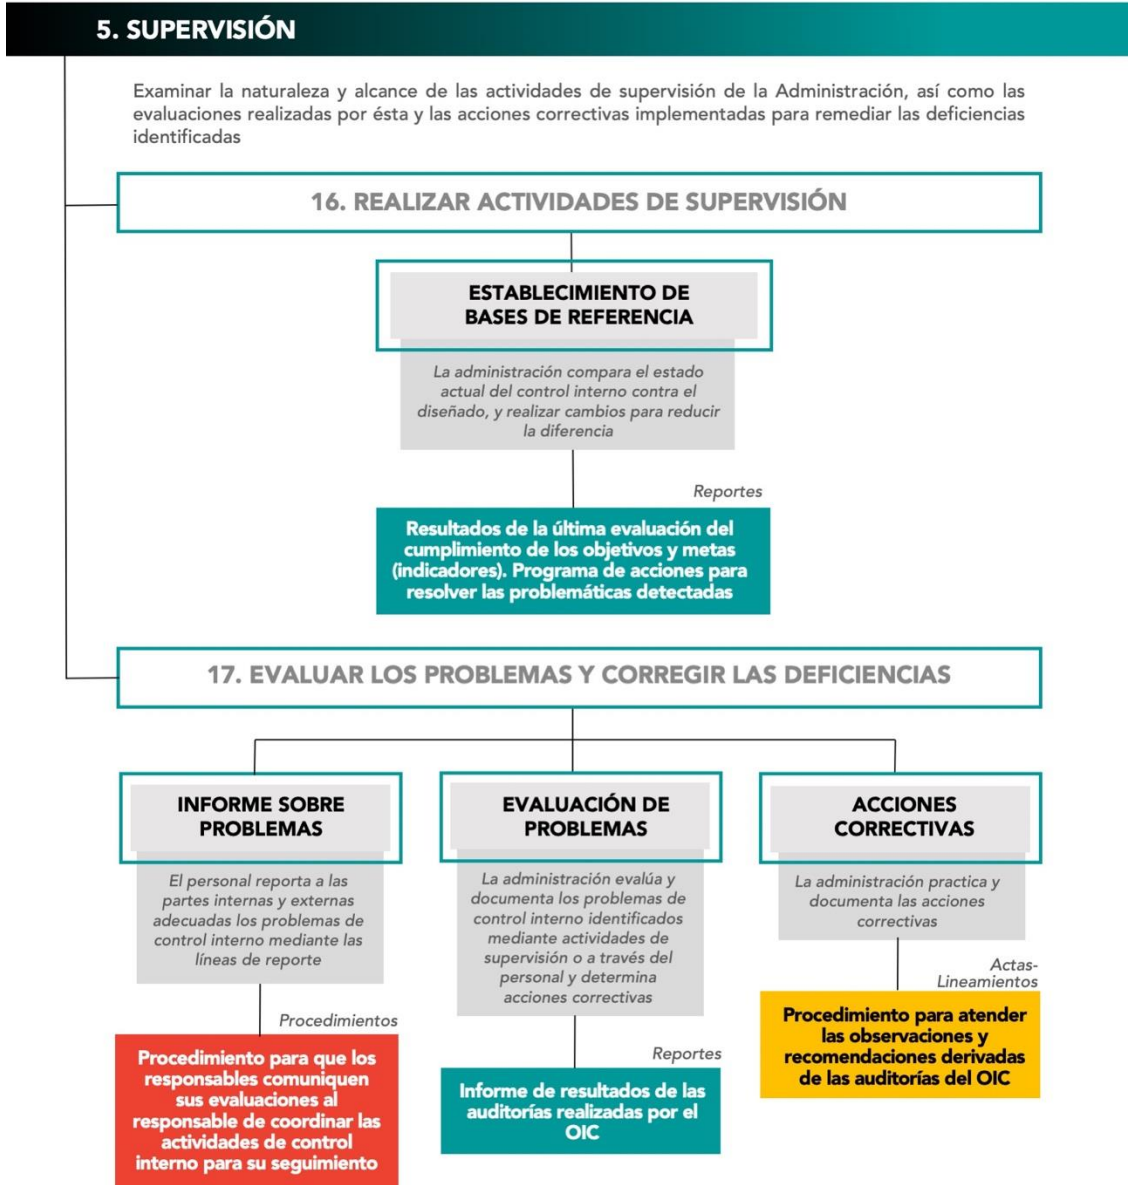 5. SUPERVISIÓN
Examinar la naturaleza y alcance de las actividades de supervisión de la Administración, así como las
evaluaciones realizadas por ésta y las acciones correctivas implementadas para remediar las deficiencias
identificadas
16. REALIZAR ACTIVIDADES DE SUPERVISIÓN
ESTABLECIMIENTO DE
BASES DE REFERENCIA
La administración compara el estado
actual del control interno contra el
diseñado, y realizar cambios para reducir
la diferencia
Reportes
Resultados de la última evaluación del
cumplimiento de los objetivos y metas
(indicadores). Programa de acciones para
resolver las problemáticas detectadas
17. EVALUAR LOS PROBLEMAS Y CORREGIR LAS DEFICIENCIAS
INFORME SOBRE
PROBLEMAS
El personal reporta a las
partes internas y externas
adecuadas los problemas de
control interno mediante las
líneas de reporte
Procedimientos
Procedimiento para que los
responsables comuniquen
sus evaluaciones al
responsable de coordinar las
actividades de control
interno para su seguimiento
EVALUACIÓN DE
PROBLEMAS
La administración evalúa y
documenta los problemas de
control interno identificados
mediante actividades de
supervisión o a través del
personal y determina
acciones correctivas
Reportes
Informe de resultados de las
auditorías realizadas por el
OIC
ACCIONES
CORRECTIVAS
La administración practica y
documenta las acciones
correctivas
Actas-
Lineamientos
Procedimiento para atender
las observaciones y
recomendaciones derivadas
de las auditorías del OIC